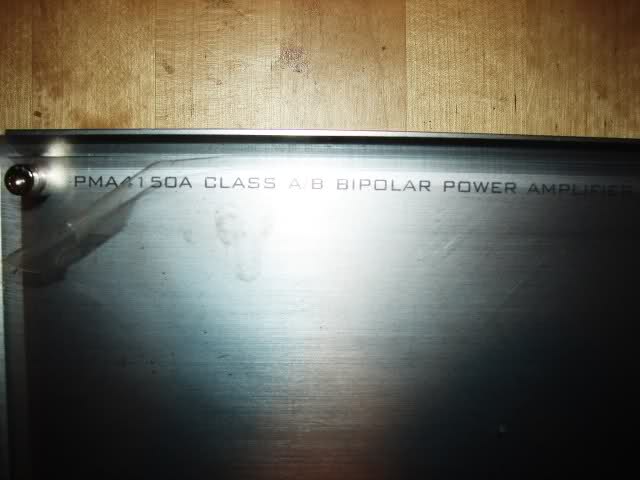 PMA4150A CLASS A/B BIPOLAR POWER AMPLIFIER